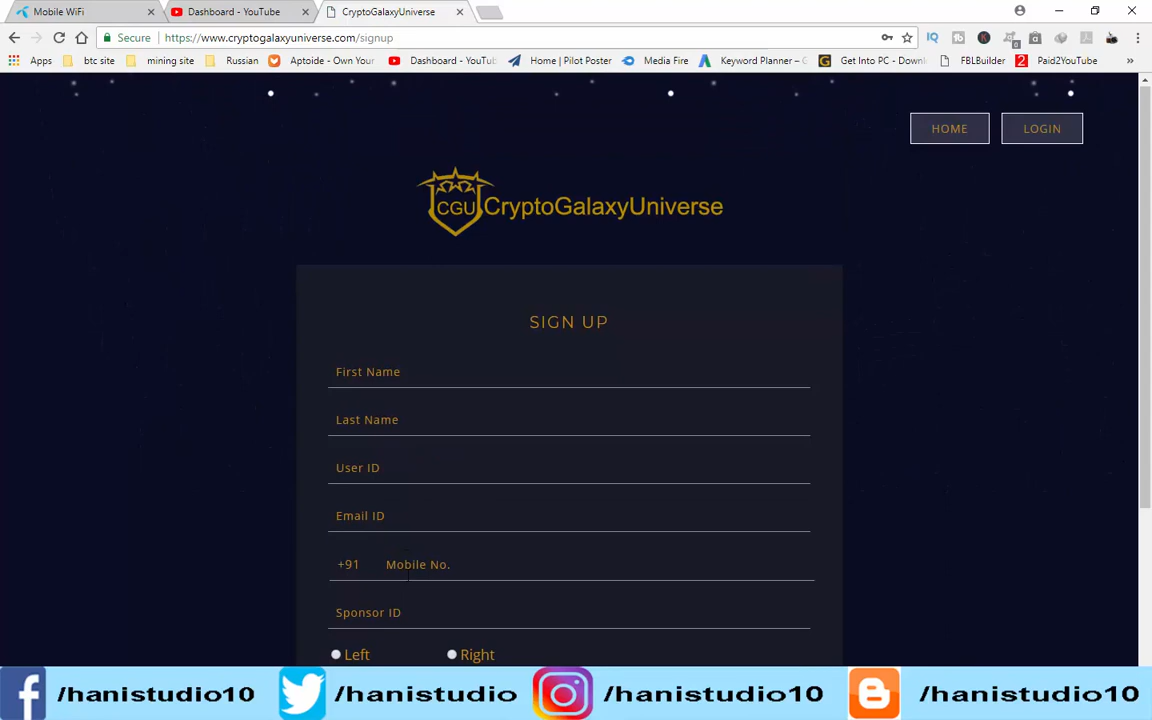 Mobile WiFi
Dashboard - YouTube
CryptoGalaxyUniverse
Secure
https://www.cryptogalaxyuniverse.com/signup
Apps
btc site
mining site
Russian
Aptoide - Own Your
Dashboard - YouTub
Home | Pilot Poster
Media Fire
Keyword Planner –
Get Into PC - Downl
FBLBuilder
Paid2YouTube
HOME
LOGIN
CGU
CryptoGalaxyUniverse
SIGN UP
First Name
Last Name
User ID
Email ID
+91 Mobile No.
Sponsor ID
Left
Right
/hanistudio10
/hanistudio
/hanistudio10
/hanistudio10